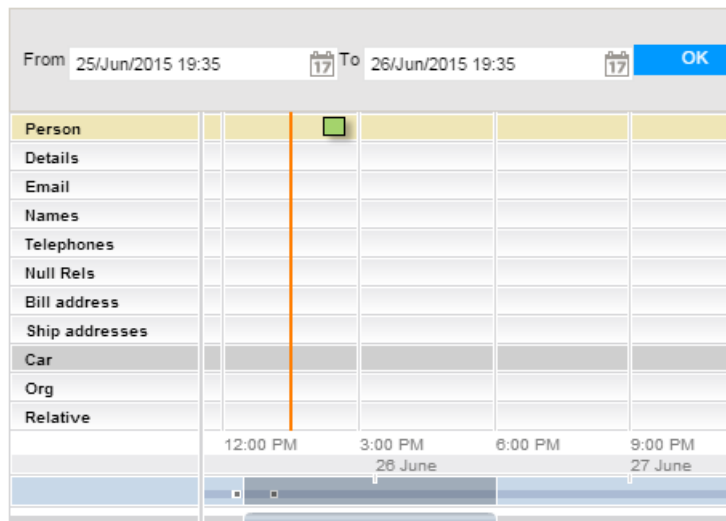 From 25/Jun/2015 19:35 17 To 26/Jun/2015 19:35 17 OK
Person
Details
Email
Names
Telephones
Null Rels
Bill address
Ship addresses
Car
Org
Relative
12:00 PM 3:00 PM 6:00 PM 9:00 PM
26 June 27 June